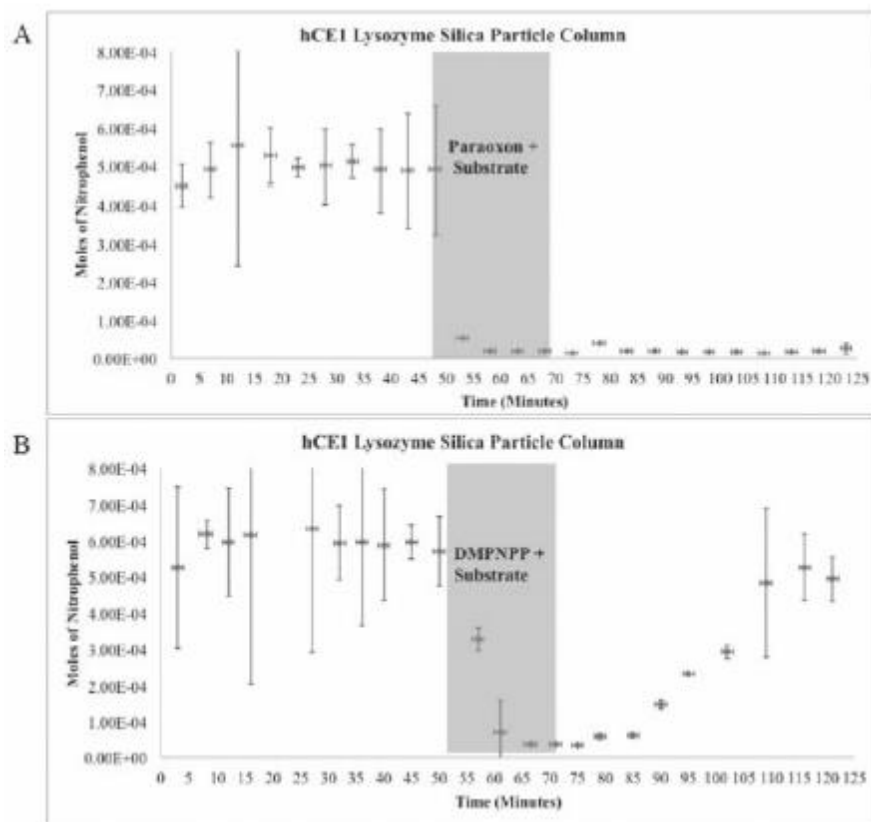 A
hCE1 Lysozyme Silica Particle Column
8.00E-04
7.00E-04
6.00E-04
5.00E-04
4.00E-04
3.00E-04
2.00E-04
1.00E-04
0.00E+00
Moles of Nitrophenol
Paraoxon +
Substrate
0 5 10 15 20 25 30 35 40 45 50 55 60 65 70 75 80 85 90 95 100 105 110 115 120 125
Time (Minutes)
B
hCE1 Lysozyme Silica Particle Column
8.00E-04
7.00E-04
6.00E-04
5.00E-04
4.00E-04
3.00E-04
2.00E-04
1.00E-04
0.00E+00
Moles of Nitrophenol
DMPNPP +
Substrate
0 5 10 15 20 25 30 35 40 45 50 55 60 65 70 75 80 85 90 95 100 105 110 115 120 125
Time (Minutes)